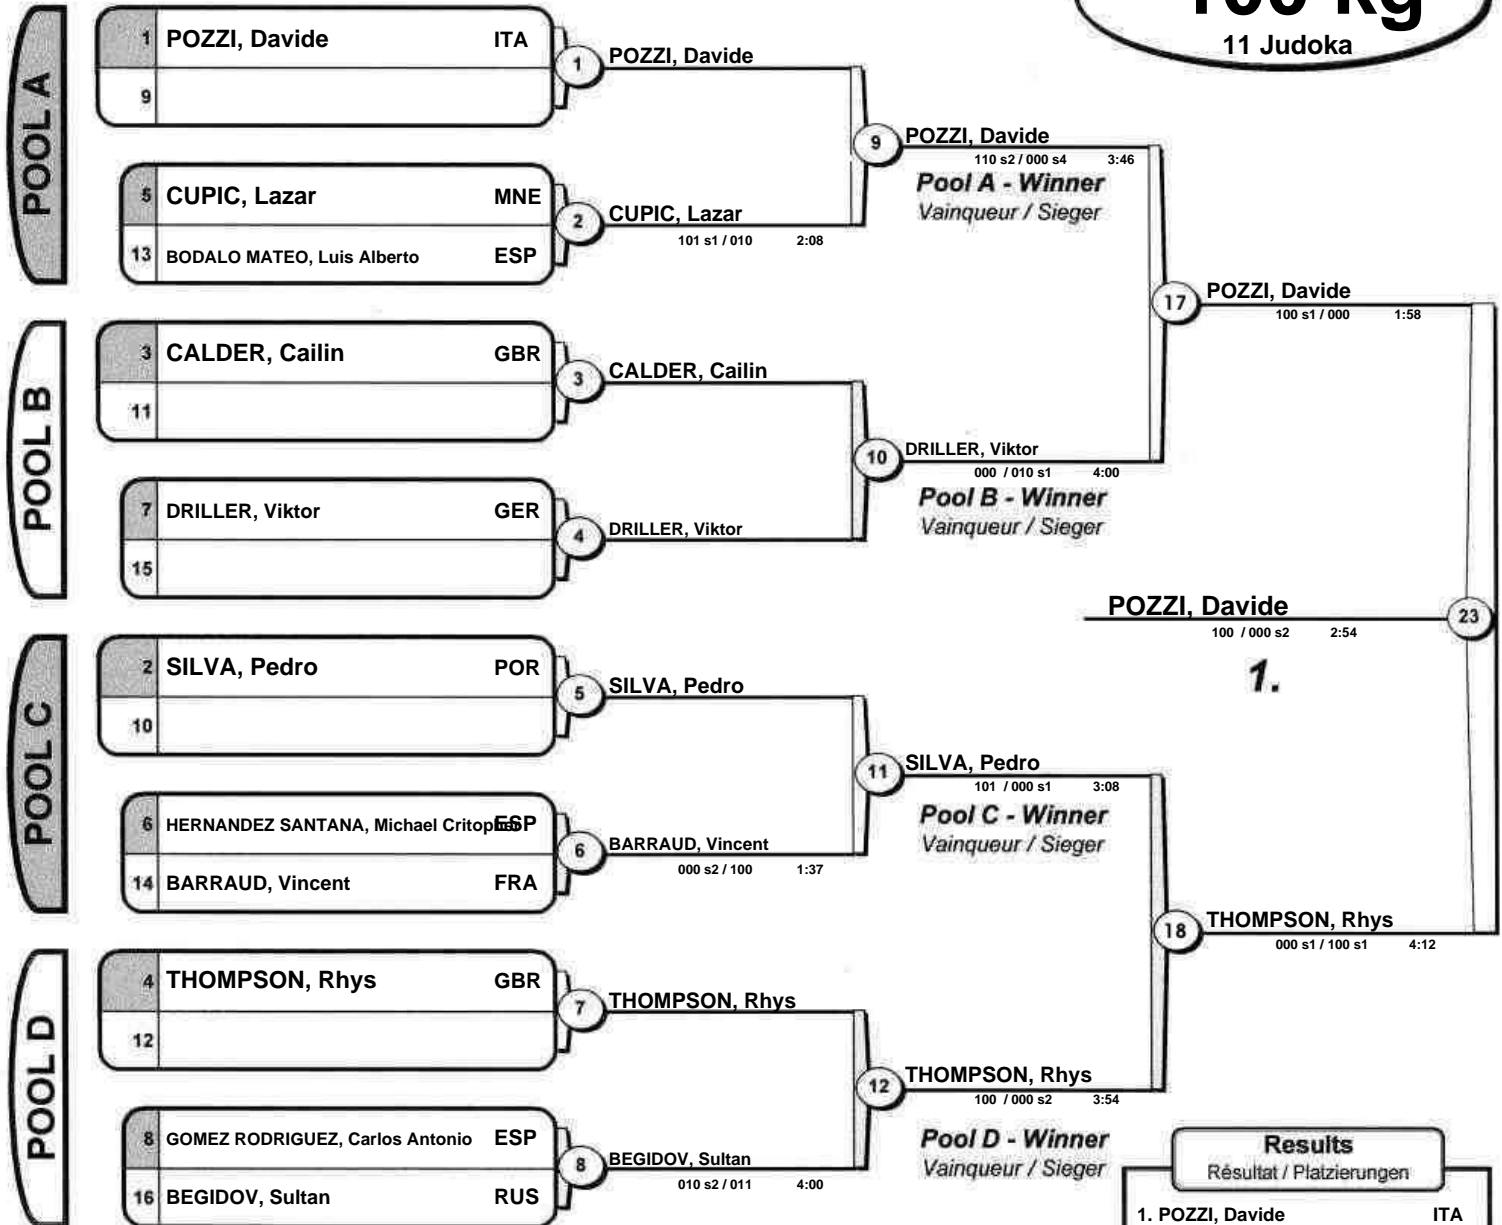 100 kg
11 Judoka
POOL A
1 POZZI, Davide ITA
9
1 POZZI, Davide
5 CUPIC, Lazar MNE
13 BODALO MATEO, Luis Alberto ESP
2 CUPIC, Lazar
101 s1 / 010 2:08
9 POZZI, Davide
110 s2 / 000 s4 3:46
Pool A - Winner
Vainqueur / Sieger
POOL B
3 CALDER, Cailin GBR
11
3 CALDER, Cailin
7 DRILLER, Viktor GER
15
4 DRILLER, Viktor
10 DRILLER, Viktor
000 / 010 s1 4:00
Pool B - Winner
Vainqueur / Sieger
17 POZZI, Davide
100 s1 / 000 1:58
POZZI, Davide 23
100 / 000 s2 2:54
1.
POOL C
2 SILVA, Pedro POR
10
5 SILVA, Pedro
6 HERNANDEZ SANTANA, Michael ESP
14 BARRAUD, Vincent FRA
6 BARRAUD, Vincent
000 s2 / 100 1:37
11 SILVA, Pedro
101 / 000 s1 3:08
Pool C - Winner
Vainqueur / Sieger
18 THOMPSON, Rhys
000 s1 / 100 s1 4:12
POOL D
4 THOMPSON, Rhys GBR
12
7 THOMPSON, Rhys
8 GOMEZ RODRIGUEZ, Carlos Antonio ESP
16 BEGIDOV, Sultan RUS
8 BEGIDOV, Sultan
010 s2 / 011 4:00
12 THOMPSON, Rhys
100 / 000 s2 3:54
Pool D - Winner
Vainqueur / Sieger
Results
Résultat / Platzierungen
1. POZZI, Davide ITA